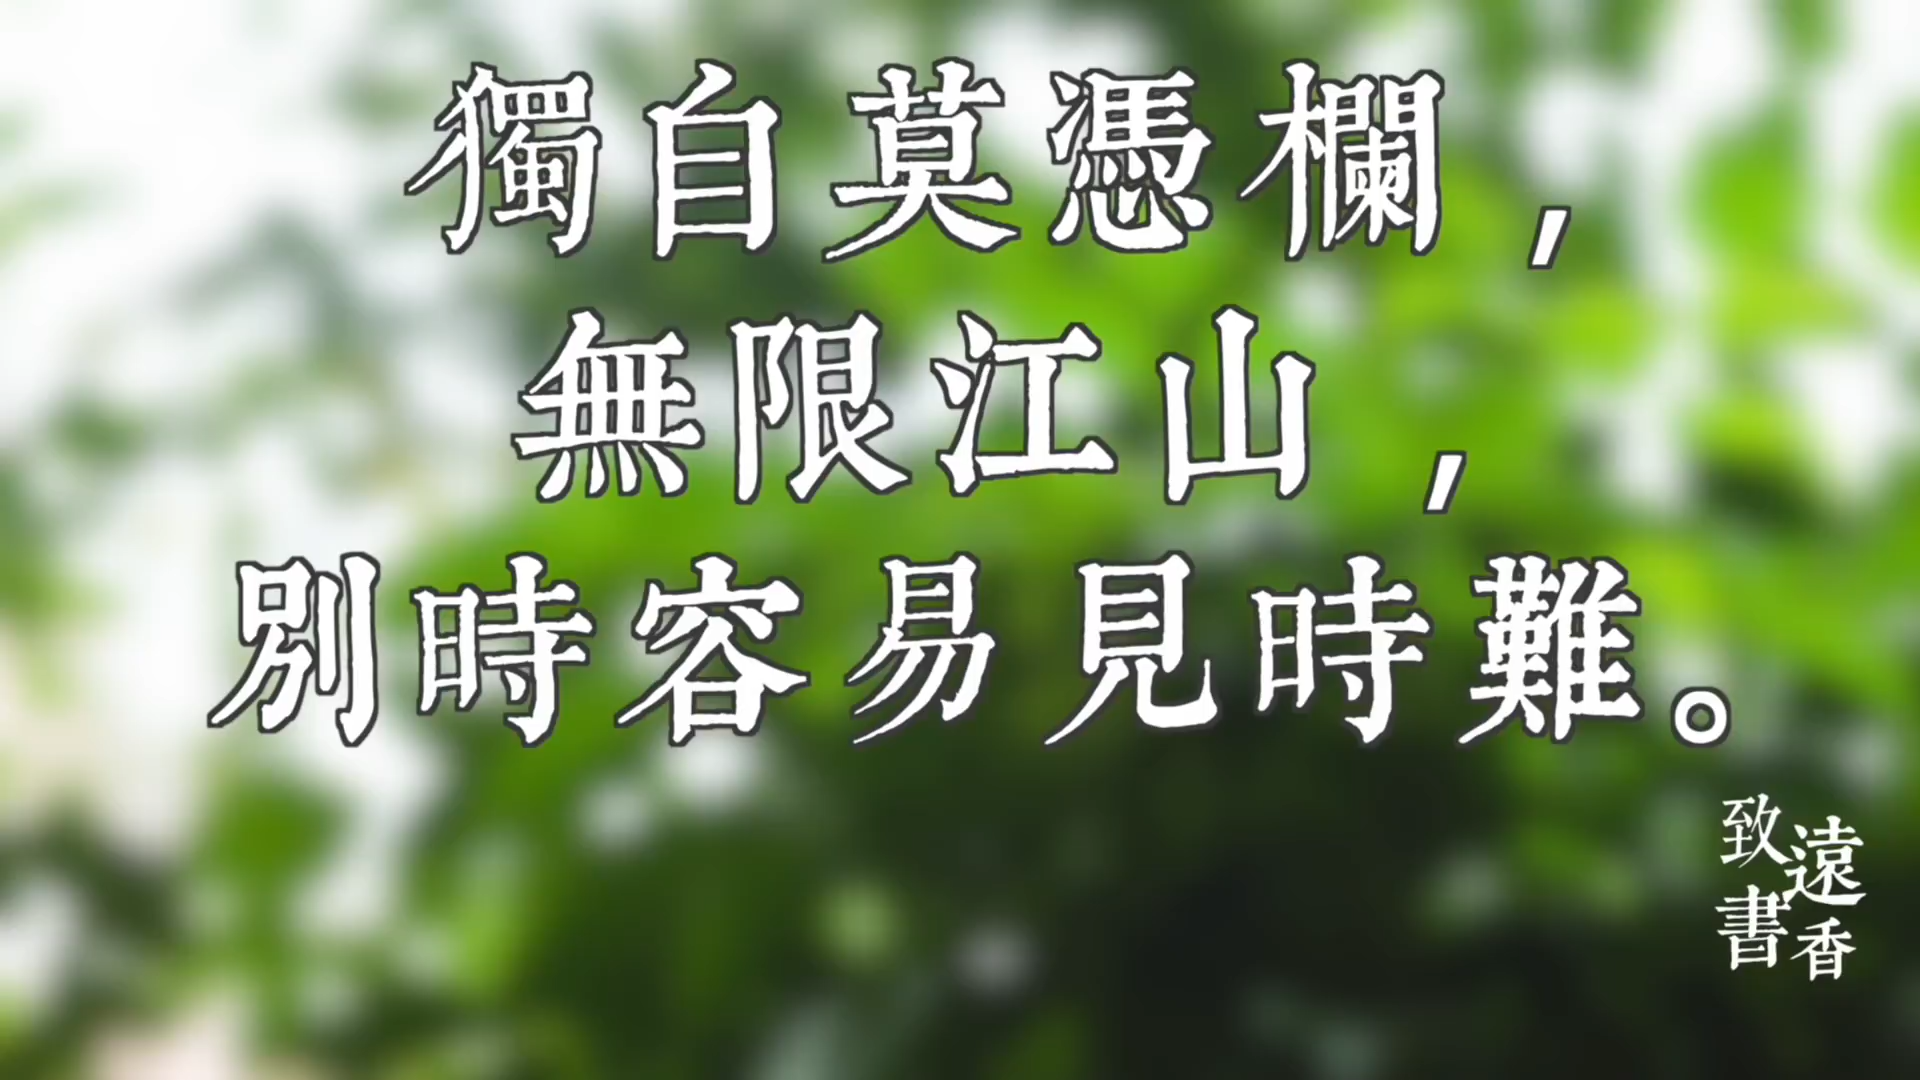 獨自莫憑欄，
無限江山，
別時容易見時難。
致遠書香